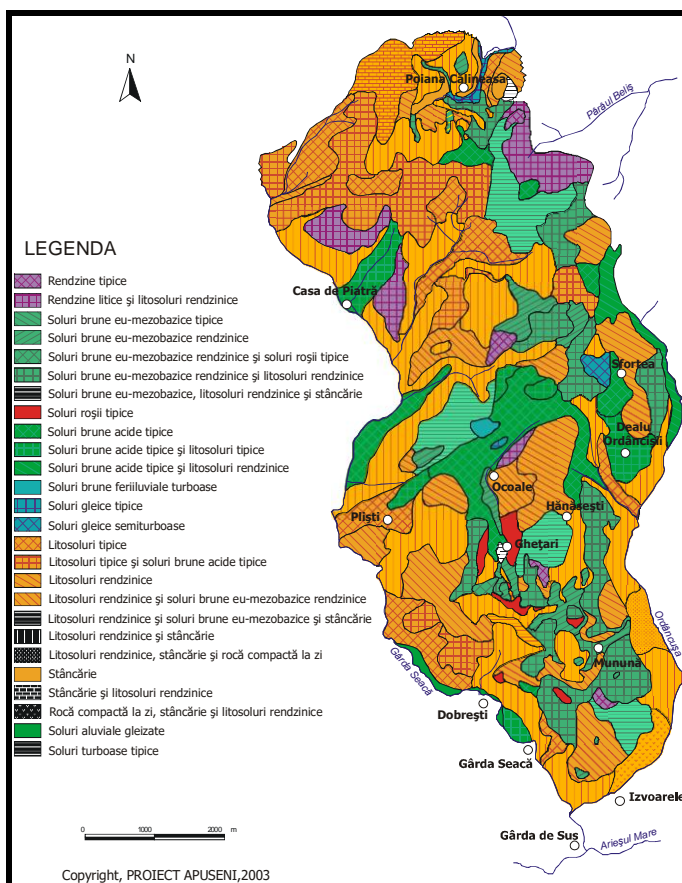 N
Poiana Călineasa
Pârâul Beliş
LEGENDA
Rendzine tipice
Rendzine litice şi litosoluri rendzinice
Soluri brune eu-mezobazice tipice
Soluri brune eu-mezobazice rendzinice
Soluri brune eu-mezobazice rendzinice şi soluri roşii tipice
Soluri brune eu-mezobazice rendzinice şi litosoluri rendzinice
Soluri brune eu-mezobazice, litosoluri rendzinice şi stâncărie
Soluri roşii tipice
Soluri brune acide tipice
Soluri brune acide tipice şi litosoluri tipice
Soluri brune acide tipice şi litosoluri rendzinice
Soluri brune feriiluviale turboase
Soluri gleice tipice
Soluri gleice semiturboase
Litosoluri tipice
Litosoluri tipice şi soluri brune acide tipice
Litosoluri rendzinice
Litosoluri rendzinice şi soluri brune eu-mezobazice rendzinice
Litosoluri rendzinice şi soluri brune eu-mezobazice şi stâncărie
Litosoluri rendzinice şi stâncărie
Litosoluri rendzinice, stâncărie şi rocă compactă la zi
Stâncărie
Stâncărie şi litosoluri rendzinice
Rocă compactă la zi, stâncărie şi litosoluri rendzinice
Soluri aluviale gleizate
Soluri turboase tipice
Casa de Piatră
Sfortea
Dealu
Ordâncişii
Ocoale
Hănăşeşti
Plişti
Gheţari
Ordâncuşa
Mununa
Gârda Seacă
Dobreşti
Gârda Seacă
Izvoarele
Gârda de Sus
Arieşul Mare
0 1000 2000 m
Copyright, PROIECT APUSENI,2003